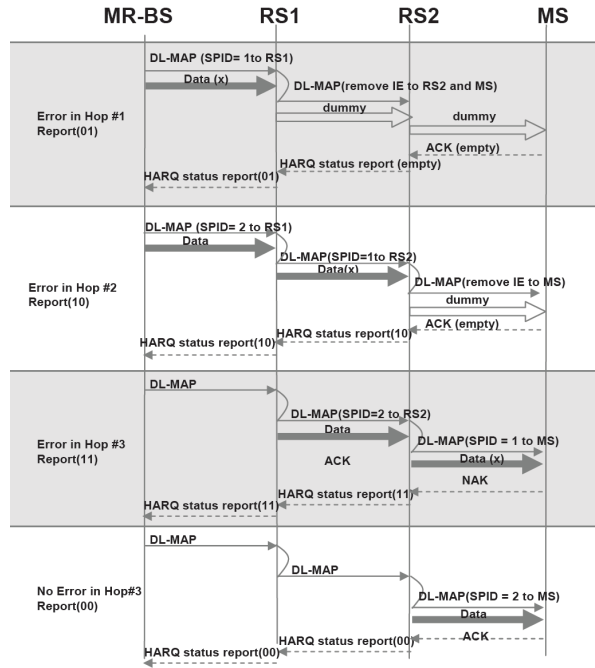 MR-BS RS1 RS2 MS
DL-MAP (SPID= 1to RS1)
Data (x)
DL-MAP(remove IE to RS2 and MS)
dummy
dummy
Error in Hop #1
Report(01)
ACK (empty)
HARQ status report (empty)
HARQ status report(01)
DL-MAP (SPID= 2 to RS1)
Data
DL-MAP(SPID=1to RS2)
Data(x)
DL-MAP(remove IE to MS)
Error in Hop #2
Report(10)
dummy
ACK (empty)
HARQ status report(10)
HARQ status report(10)
DL-MAP
DL-MAP(SPID=2 to RS2)
Data
DL-MAP(SPID = 1 to MS)
Error in Hop #3
Report(11)
ACK
Data (x)
NAK
HARQ status report(11)
HARQ status report(11)
DL-MAP
DL-MAP
No Error in Hop#3
Report(00)
DL-MAP(SPID = 2 to MS)
Data
ACK
HARQ status report(00)
HARQ status report(00)